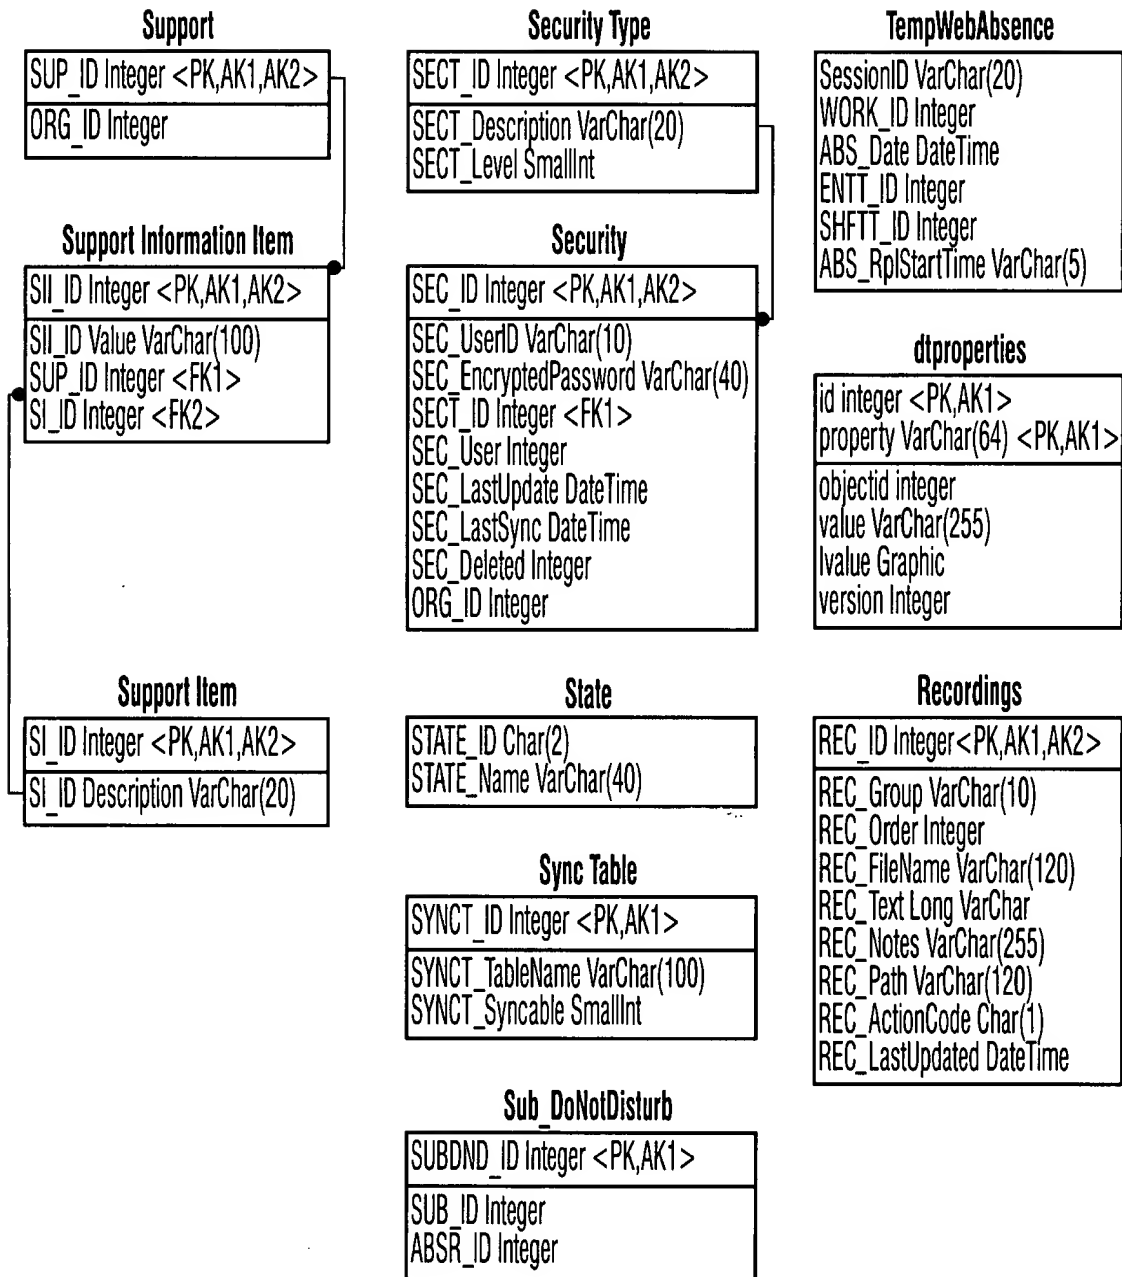 Support
SUP_ID Integer <PK,AK1,AK2>
ORG_ID Integer
Support Information Item
SII_ID Integer <PK,AK1,AK2>
SII_ID Value VarChar(100)
SUP_ID Integer <FK1>
SI_ID Integer <FK2>
Support Item
SI_ID Integer <PK,AK1,AK2>
SI_ID Description VarChar(20)
Security Type
SECT_ID Integer <PK,AK1,AK2>
SECT_Description VarChar(20)
SECT_Level SmallInt
Security
SEC_ID Integer <PK,AK1,AK2>
SEC_UserID VarChar(10)
SEC_EncryptedPassword VarChar(40)
SECT_ID Integer <FK1>
SEC_User Integer
SEC_LastUpdate DateTime
SEC_LastSync DateTime
SEC_Deleted Integer
ORG_ID Integer
State
STATE_ID Char(2)
STATE_Name VarChar(40)
Sync Table
SYNCT_ID Integer <PK,AK1>
SYNCT_TableName VarChar(100)
SYNCT_Syncable SmallInt
Sub_DoNotDisturb
SUBDND_ID Integer <PK,AK1>
SUB_ID Integer
ABSR_ID Integer
TempWebAbsence
SessionID VarChar(20)
WORK_ID Integer
ABS_Date DateTime
ENTT_ID Integer
SHFTT_ID Integer
ABS_RplStartTime VarChar(5)
dtproperties
id integer <PK,AK1>
property VarChar(64) <PK,AK1>
objectid integer
value VarChar(255)
lvalue Graphic
version Integer
Recordings
REC_ID Integer<PK,AK1,AK2>
REC_Group VarChar(10)
REC_Order Integer
REC_FileName VarChar(120)
REC_Text Long VarChar
REC_Notes VarChar(255)
REC_Path VarChar(120)
REC_ActionCode Char(1)
REC_LastUpdated DateTime